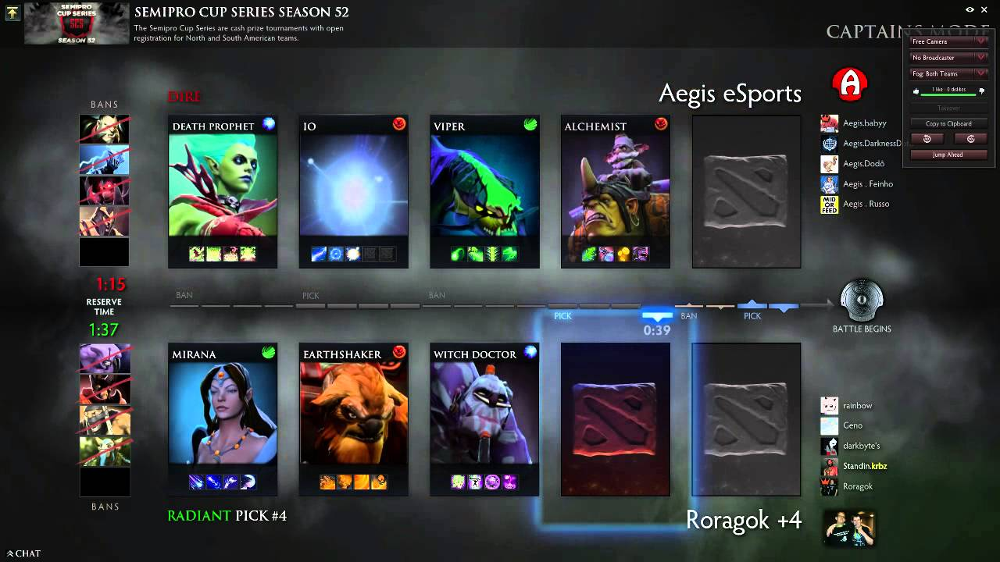 SEMIPRO
CUP SERIES
SCS
SEASON 52
SEMIPRO CUP SERIES SEASON 52
The Semipro Cup Series are cash prize tournaments with open
registration for North and South American teams.
CAPTAINS MODE
Free Camera
No Broadcaster
Fog: Both Teams
1 like - 0 dislikes
Takeover
Copy to Clipboard
Jump Ahead
BANS
DIRE
Aegis eSports
DEATH PROPHET
IO
VIPER
ALCHEMIST
Aegis.babyy
Aegis.DarknessD
Aegis.Dodô
Aegis . Feinho
MID
OR
FEED
Aegis . Russo
1:15
RESERVE
TIME
1:37
BAN
PICK
BAN
PICK
0:39
BAN
PICK
BATTLE BEGINS
MIRANA
EARTHSHAKER
WITCH DOCTOR
rainbow
Geno
darkbyte's
Standin.krbz
Roragok
BANS
RADIANT PICK #4
Roragok +4
CHAT